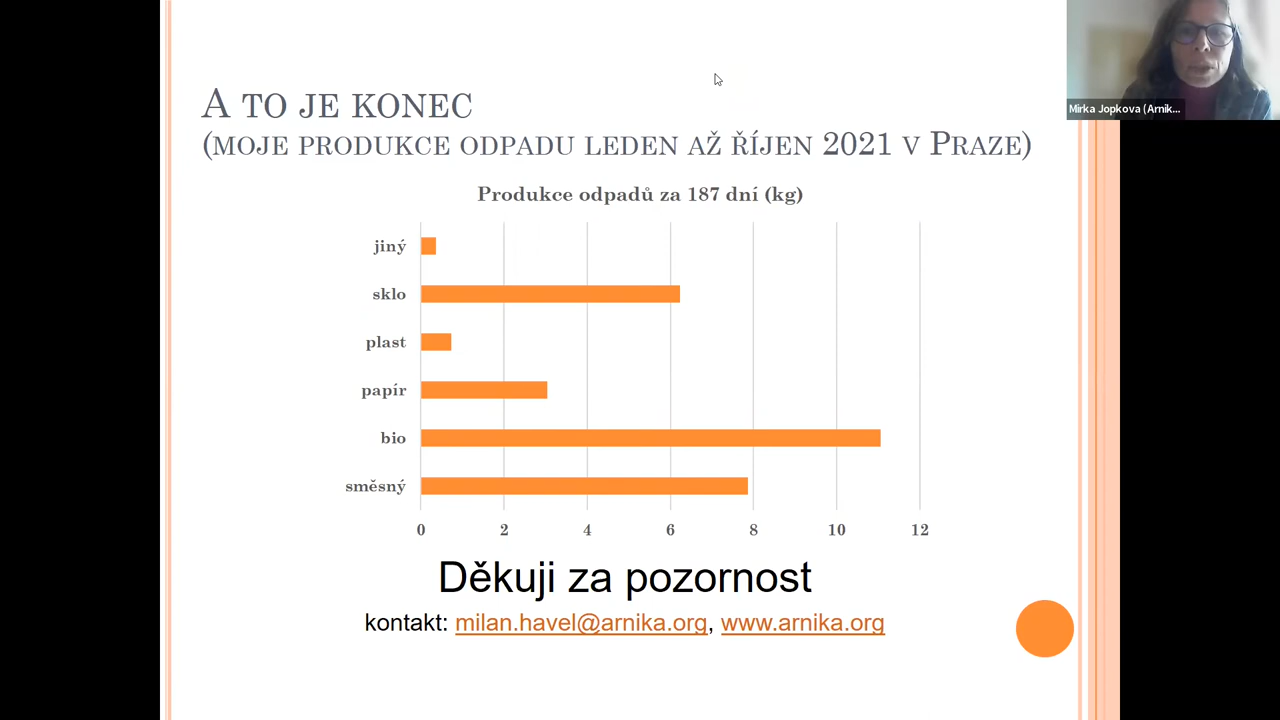 A TO JE KONEC
(MOJE PRODUKCE ODPADU LEDEN AŽ ŘÍJEN 2021 V PRAZE)
Produkce odpadů za 187 dní (kg)
jiný
sklo
plast
papír
bio
směsný
0 2 4 6 8 10 12
Děkuji za pozornost
kontakt: milan.havel@arnika.org, www.arnika.org
Mirka Jopkova (Arnik...